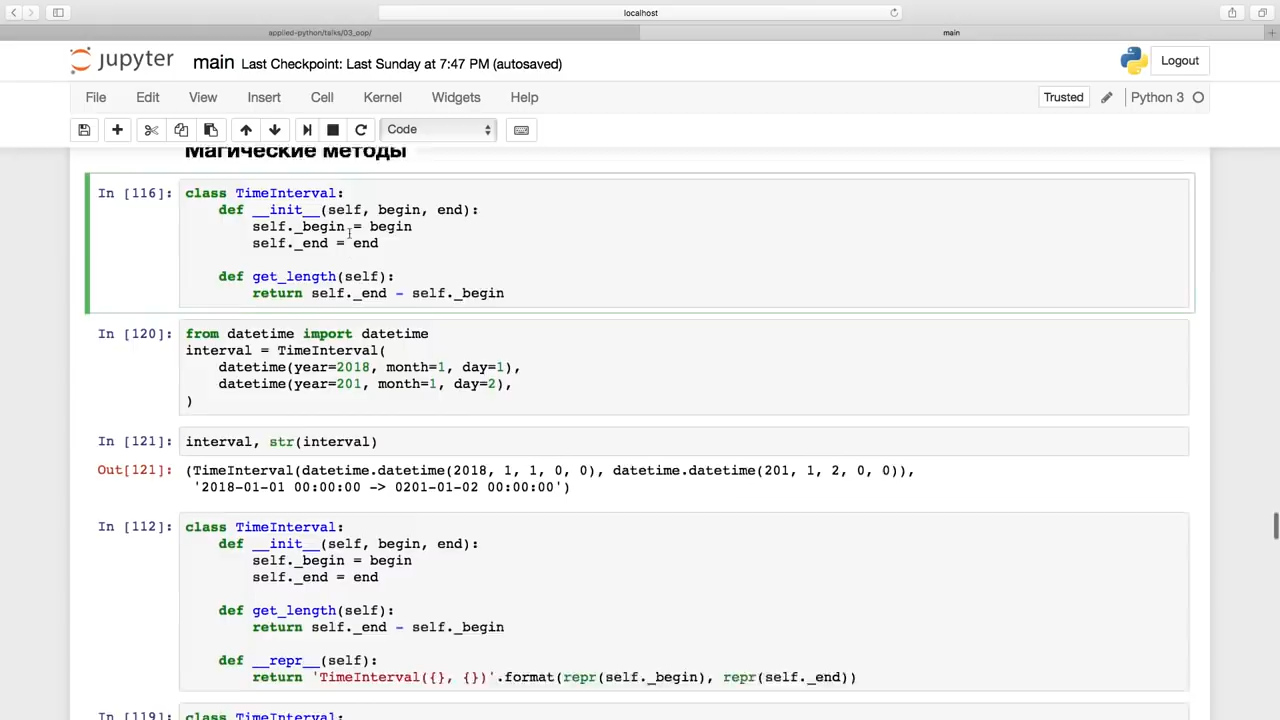 localhost
applied-python/talks/03_oop/
main
jupyter main Last Checkpoint: Last Sunday at 7:47 PM (autosaved)
Logout
File Edit View Insert Cell Kernel Widgets Help
Trusted Python 3
Code
Магические методы
In [116]: class TimeInterval:
    def __init__(self, begin, end):
        self._begin = begin
        self._end = end
    def get_length(self):
        return self._end - self._begin
In [120]: from datetime import datetime
interval = TimeInterval(
    datetime(year=2018, month=1, day=1),
    datetime(year=201, month=1, day=2),
)
In [121]: interval, str(interval)
Out[121]: (TimeInterval(datetime.datetime(2018, 1, 1, 0, 0), datetime.datetime(201, 1, 2, 0, 0)),
'2018-01-01 00:00:00 -> 0201-01-02 00:00:00')
In [112]: class TimeInterval:
    def __init__(self, begin, end):
        self._begin = begin
        self._end = end
    def get_length(self):
        return self._end - self._begin
    def __repr__(self):
        return 'TimeInterval({}, {})'.format(repr(self._begin), repr(self._end))
In [119]: class TimeInterval: